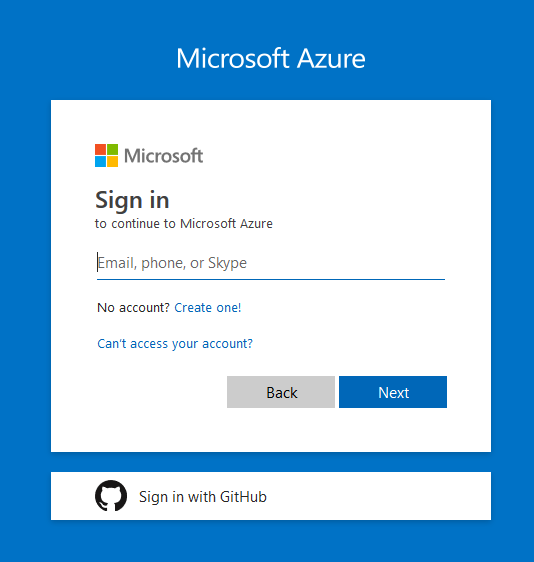 Microsoft Azure
Microsoft
Sign in
to continue to Microsoft Azure
Email, phone, or Skype
No account? Create one!
Can't access your account?
Back Next
Sign in with GitHub